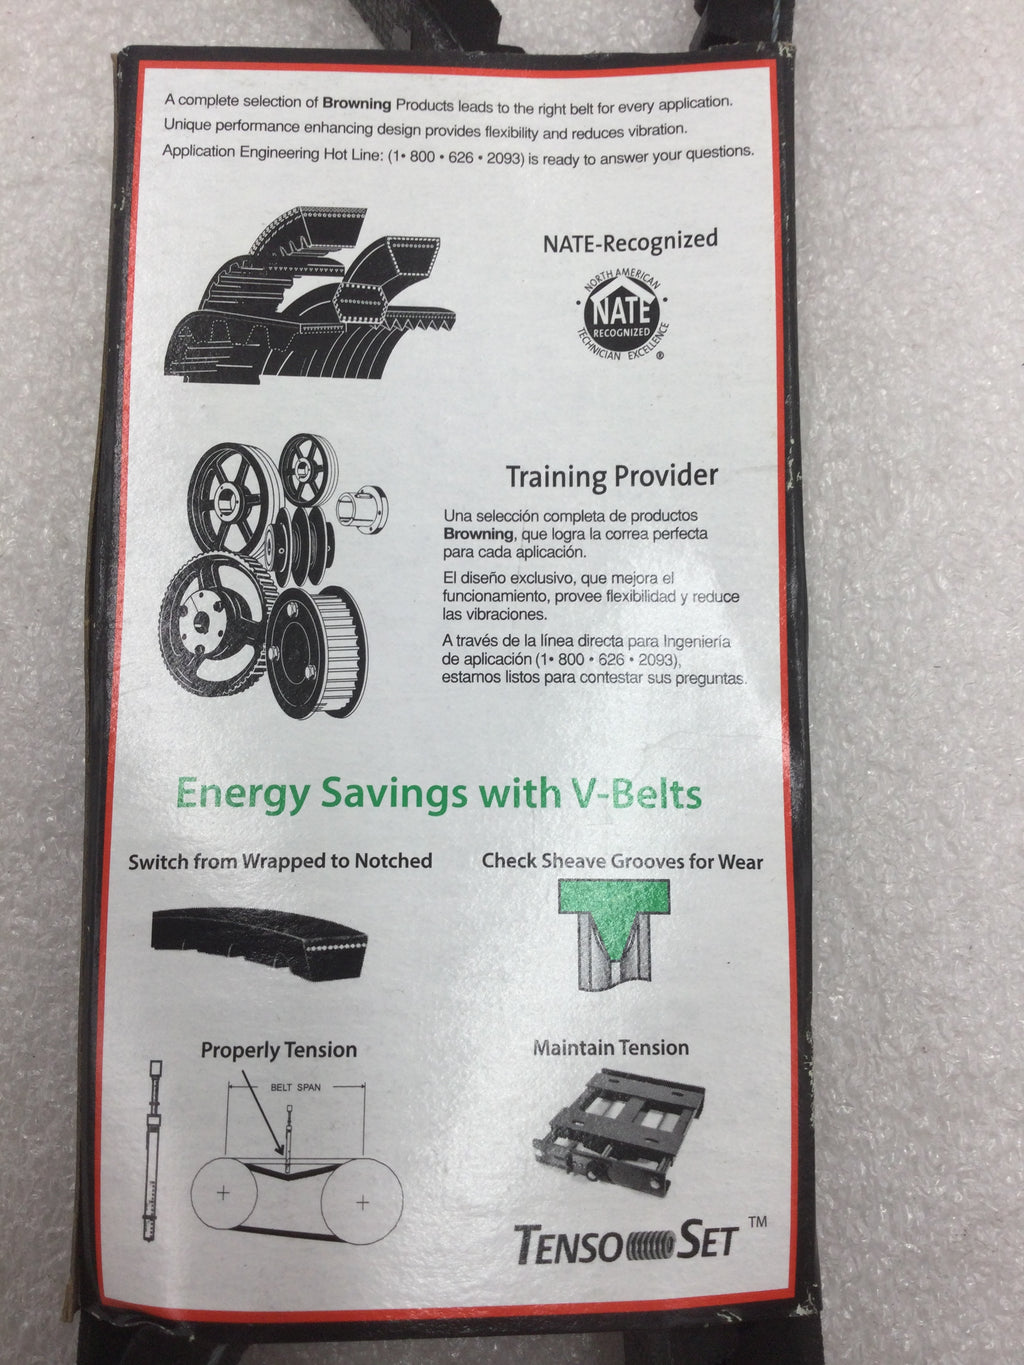 A complete selection of Browning Products leads to the right belt for every application.
Unique performance enhancing design provides flexibility and reduces vibration.
Application Engineering Hot Line: (1• 800 • 626 • 2093) is ready to answer your questions.
NATE-Recognized
• NORTH AMERICAN •
NATE
RECOGNIZED
TECHNICIAN EXCELLENCE
®
Training Provider
Una selección completa de productos
Browning, que logra la correa perfecta
para cada aplicación.
El diseño exclusivo, que mejora el
funcionamiento, provee flexibilidad y reduce
las vibraciones.
A través de la línea directa para Ingeniería
de aplicación (1• 800 • 626 • 2093),
estamos listos para contestar sus preguntas.
Energy Savings with V-Belts
Switch from Wrapped to Notched
Check Sheave Grooves for Wear
Properly Tension
BELT SPAN
Maintain Tension
TENSO SET ™